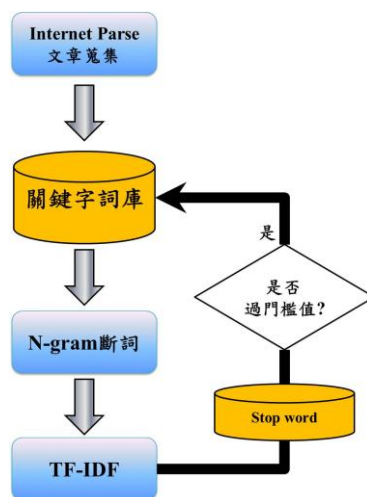 Internet Parse
文章蒐集
關鍵字詞庫
是
是否
過門檻值?
N-gram斷詞
Stop word
TF-IDF